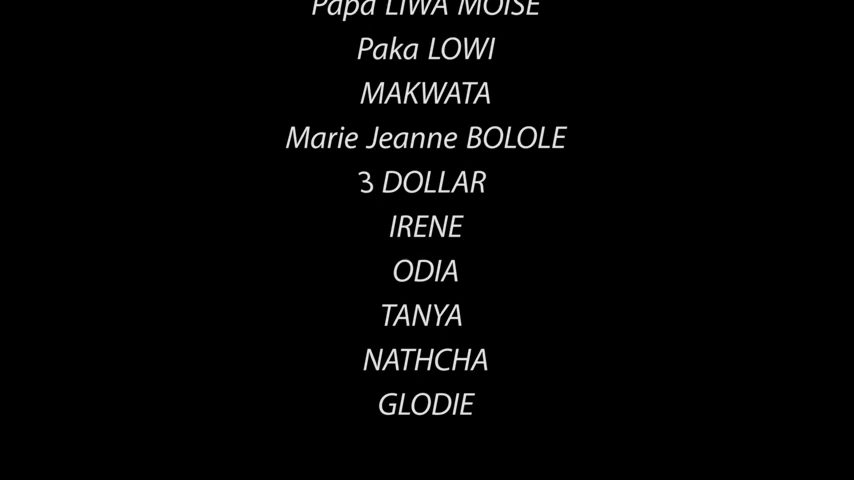 Papa LIWA MOISE
Paka LOWI
MAKWATA
Marie Jeanne BOLOLE
3 DOLLAR
IRENE
ODIA
TANYA
NATHCHA
GLODIE